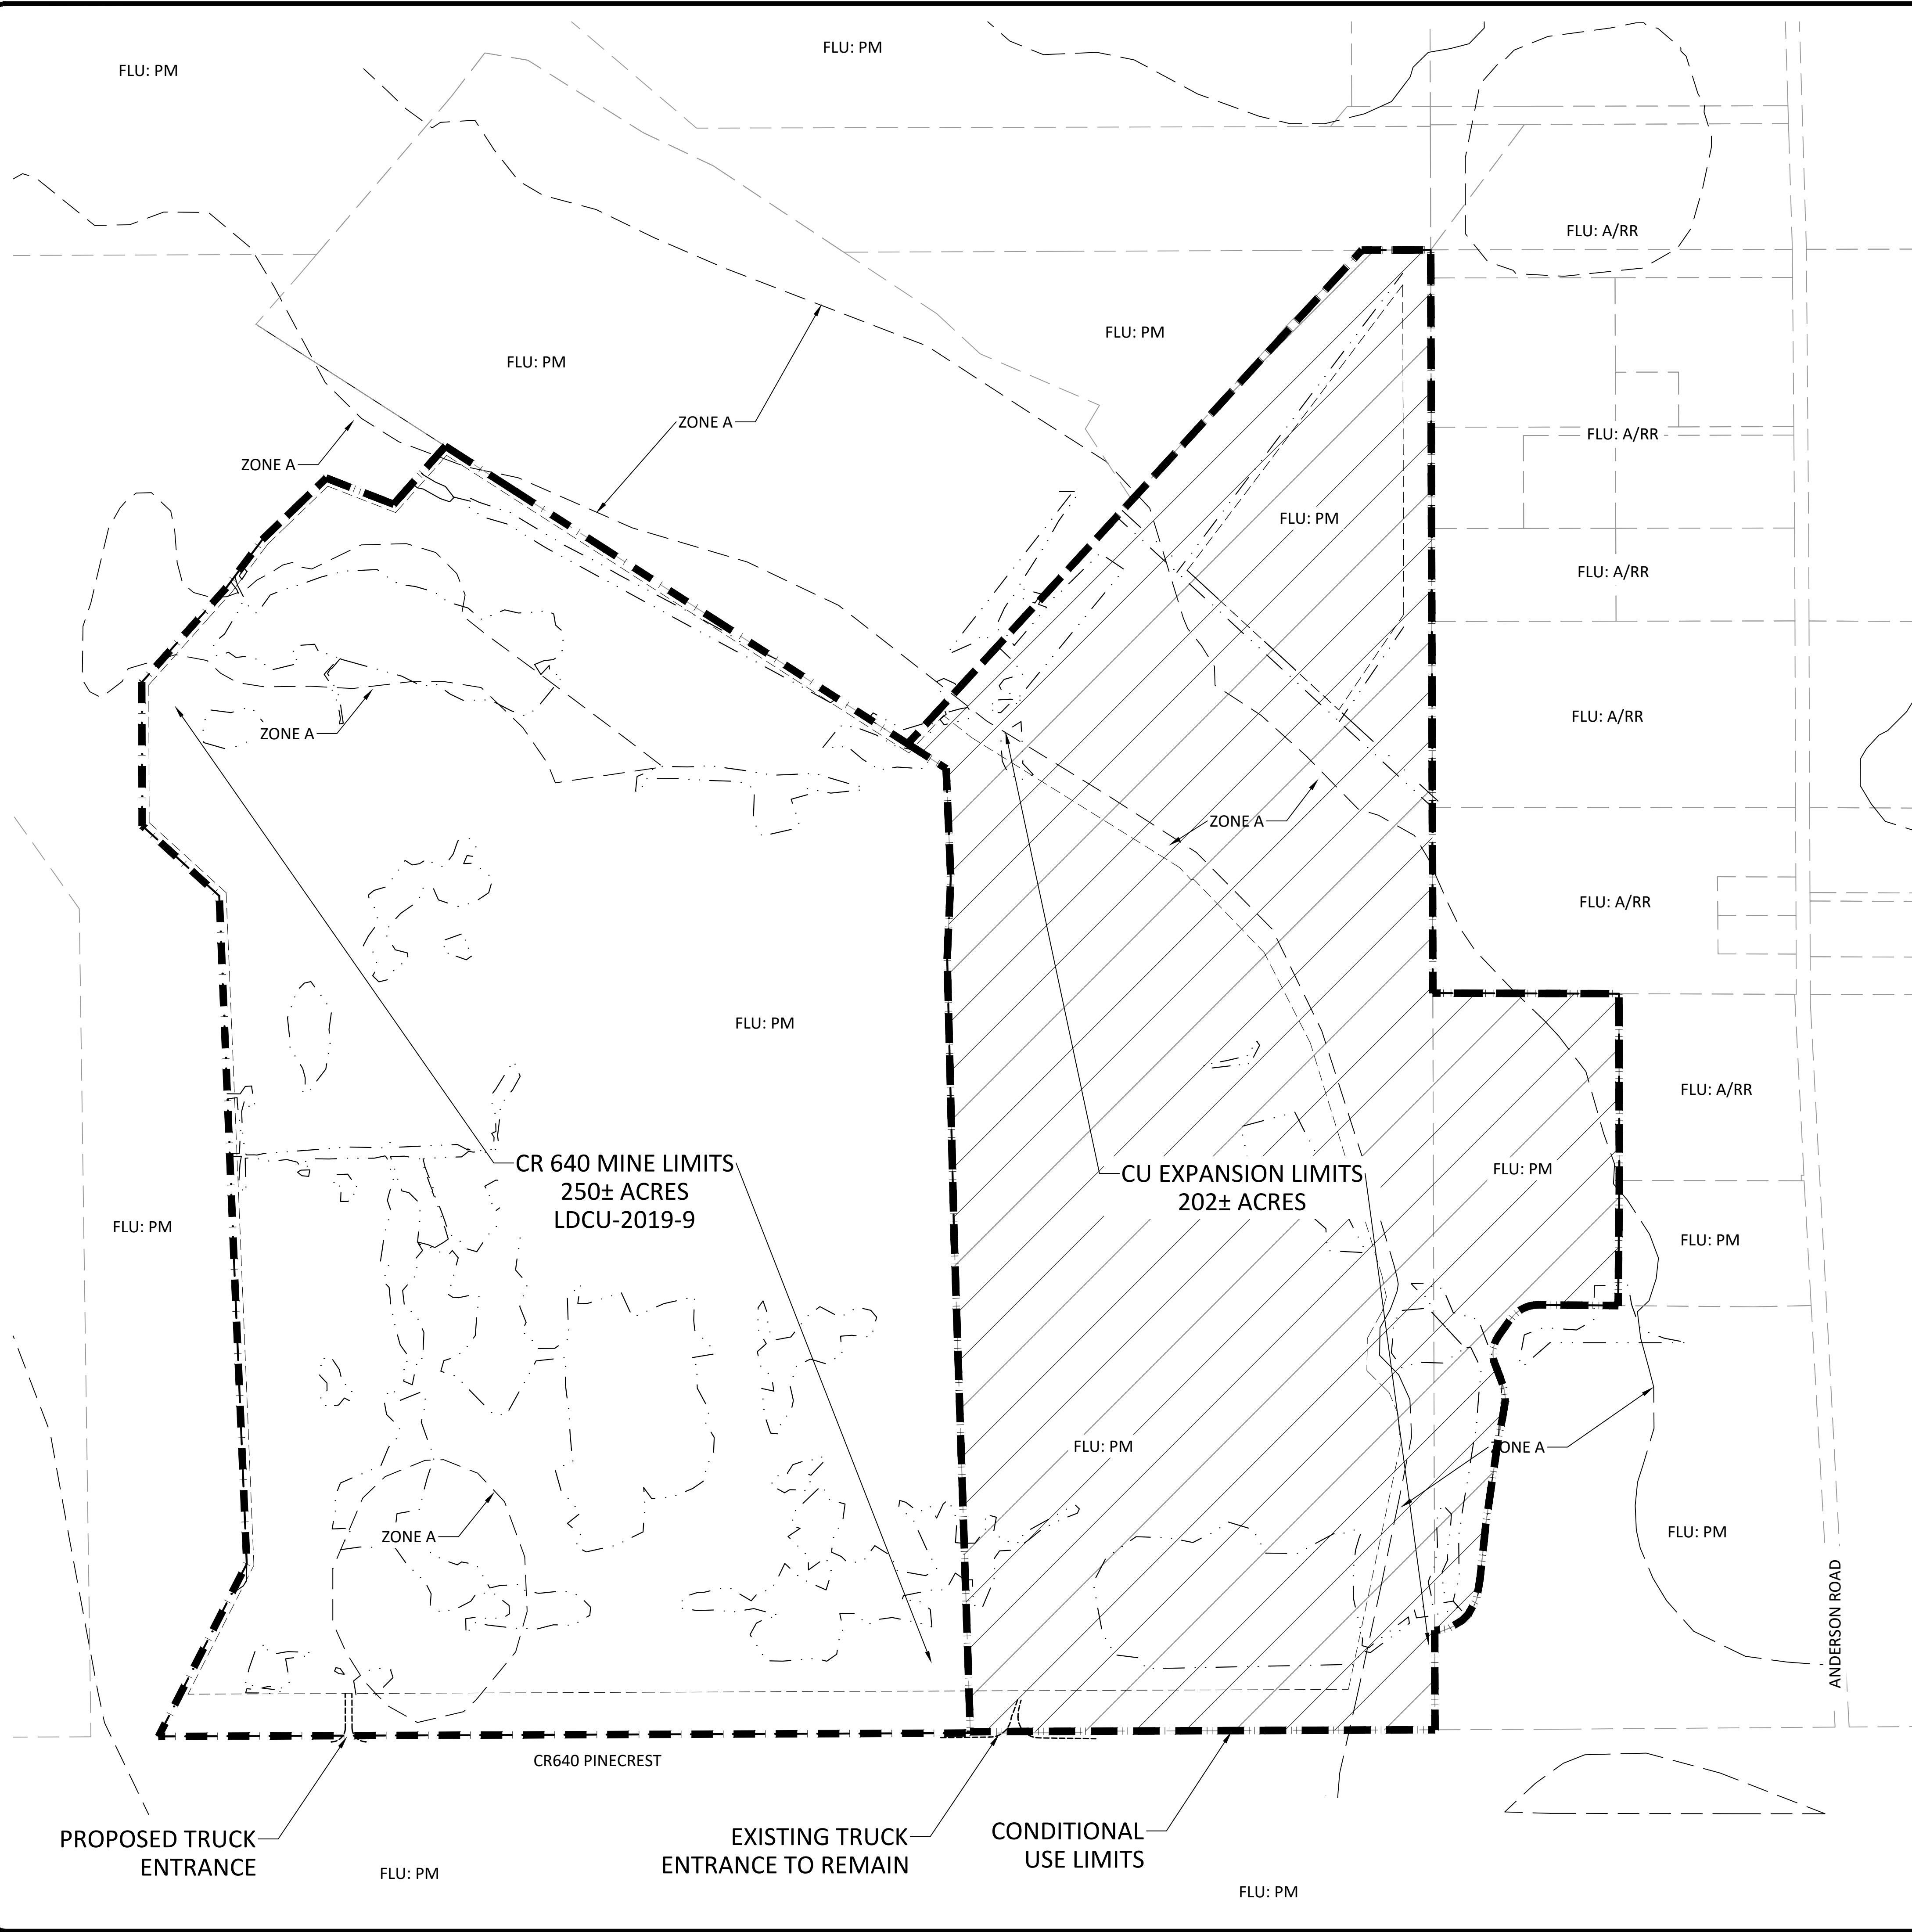 FLU: PM
FLU: PM
FLU: A/RR
FLU: PM
FLU: PM
ZONE A
FLU: A/RR
ZONE A
FLU: PM
FLU: A/RR
FLU: A/RR
ZONE A
ZONE A
FLU: A/RR
FLU: PM
FLU: A/RR
CR 640 MINE LIMITS
250± ACRES
LDCU-2019-9
CU EXPANSION LIMITS
202± ACRES
FLU: PM
FLU: PM
FLU: PM
FLU: PM
ZONE A
ZONE A
FLU: PM
ANDERSON ROAD
CR640 PINECREST
PROPOSED TRUCK
ENTRANCE
EXISTING TRUCK
ENTRANCE TO REMAIN
CONDITIONAL
USE LIMITS
FLU: PM
FLU: PM